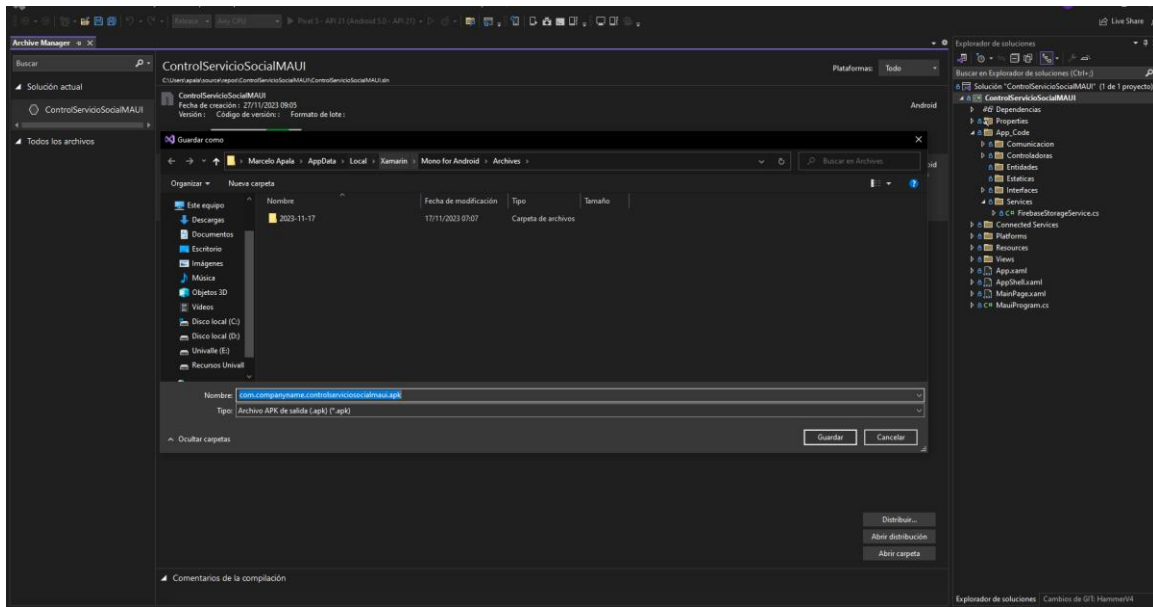 Release
Any CPU
Pixel 5 - API 21 (Android 5.0 - API 21)
Live Share
Archive Manager
Buscar
Solución actual
ControlServicioSocialMAUI
Todos los archivos
ControlServicioSocialMAUI
C:\Users\apala\source\repos\ControlServicioSocialMAUI\ControlServicioSocialMAUI.sln
Plataformas: Todo
ControlServicioSocialMAUI
Fecha de creación : 27/11/2023 09:05
Versión : Código de versión : Formato de lote :
Android
Guardar como
Marcelo Apala › AppData › Local › Xamarin › Mono for Android › Archives ›
Buscar en Archives
Organizar
Nueva carpeta
Nombre
Fecha de modificación
Tipo
Tamaño
Este equipo
Descargas
Documentos
Escritorio
Imágenes
Música
Objetos 3D
Vídeos
Disco local (C:)
Disco local (D:)
Univalle (E:)
Recursos Univall
2023-11-17
17/11/2023 07:07
Carpeta de archivos
Nombre: com.companyname.controlserviciosocialmaui.apk
Tipo: Archivo APK de salida (.apk) (*.apk)
Ocultar carpetas
Guardar
Cancelar
Distribuir...
Abrir distribución
Abrir carpeta
Comentarios de la compilación
Explorador de soluciones
Buscar en Explorador de soluciones (Ctrl+;)
Solución "ControlServicioSocialMAUI" (1 de 1 proyecto)
ControlServicioSocialMAUI
Dependencias
Properties
App_Code
Comunicacion
Controladoras
Entidades
Estaticas
Interfaces
Services
C# FirebaseStorageService.cs
Connected Services
Platforms
Resources
Views
App.xaml
AppShell.xaml
MainPage.xaml
C# MauiProgram.cs
Explorador de soluciones
Cambios de GIT: HammerV4